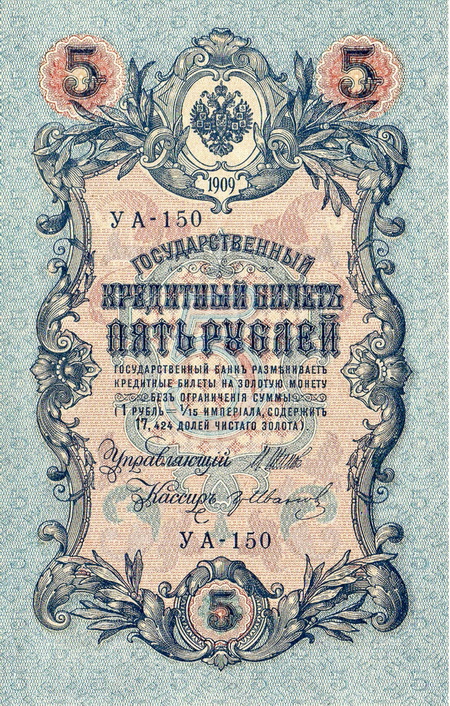 5 5
1909
УА-150
ГОСУДАРСТВЕННЫЙ
КРЕДИТНЫЙ БИЛЕТЪ
ПЯТЬ РУБЛЕЙ
ГОСУДАРСТВЕННЫЙ БАНКЪ РАЗМѢНИВАЕТЪ
КРЕДИТНЫЕ БИЛЕТЫ НА ЗОЛОТУЮ МОНЕТУ
БЕЗЪ ОГРАНИЧЕНІЯ СУММЫ
(1 РУБЛЬ = 1/15 ИМПЕРІАЛА, СОДЕРЖИТЪ
17,424 ДОЛЕЙ ЧИСТАГО ЗОЛОТА).
Управляющій
Кассиръ
УА-150
5